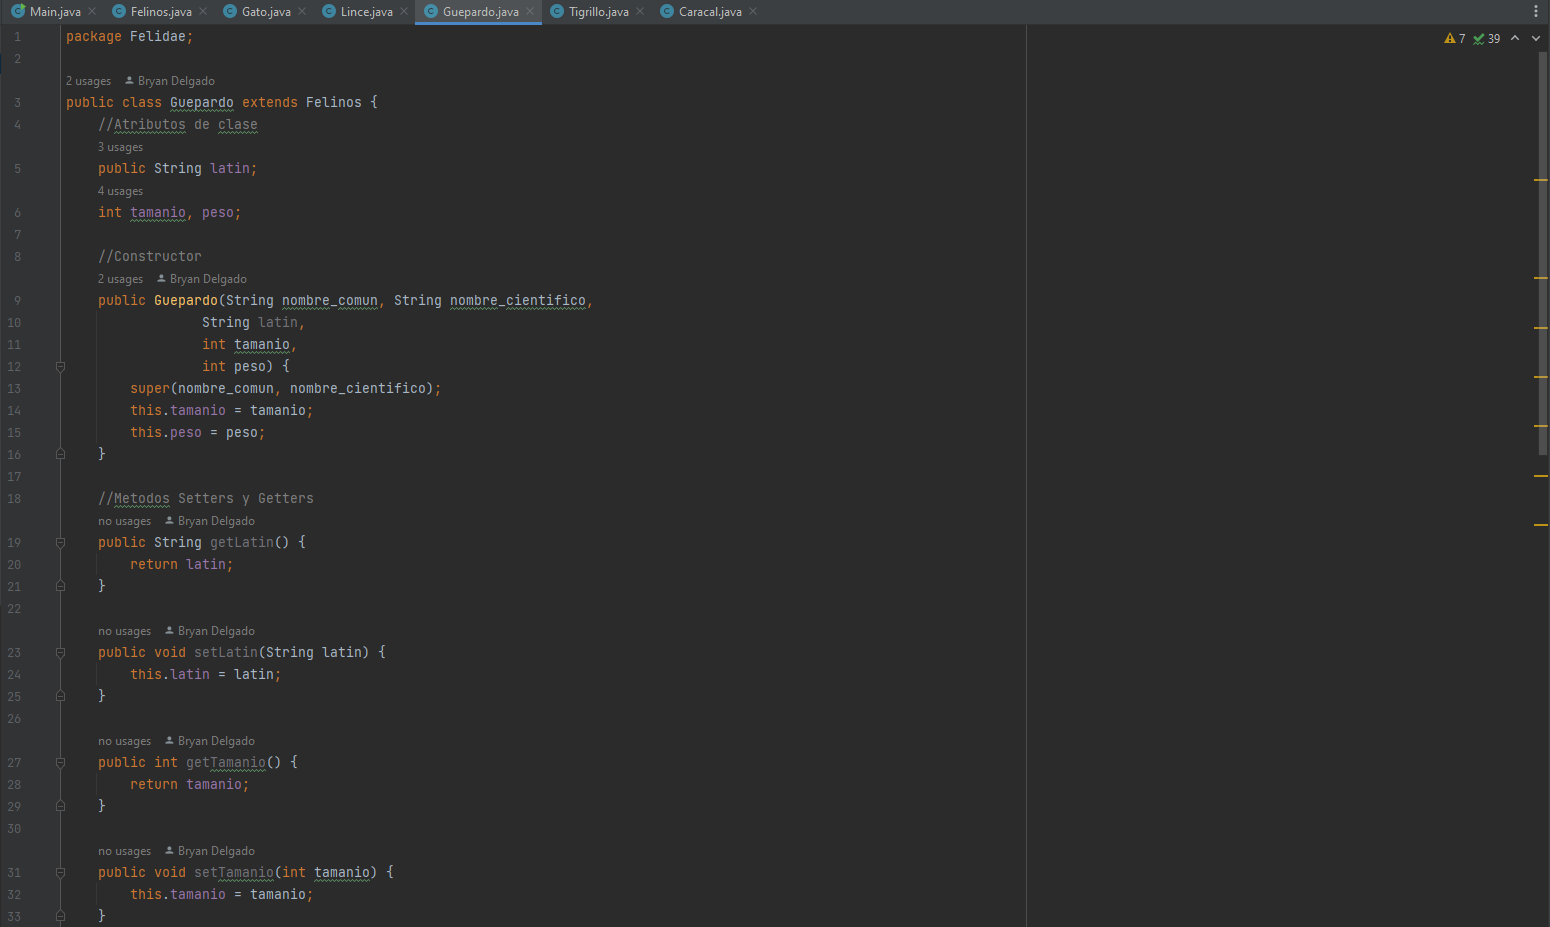 Main.java Felinos.java Gato.java Lince.java Guepardo.java Tigrillo.java Caracal.java
7 39
1 package Felidae;
2
2 usages Bryan Delgado
3 public class Guepardo extends Felinos {
4 //Atributos de clase
3 usages
5 public String latin;
4 usages
6 int tamanio, peso;
7
8 //Constructor
2 usages Bryan Delgado
9 public Guepardo(String nombre_comun, String nombre_cientifico,
10 String latin,
11 int tamanio,
12 int peso) {
13 super(nombre_comun, nombre_cientifico);
14 this.tamanio = tamanio;
15 this.peso = peso;
16 }
17
18 //Metodos Setters y Getters
no usages Bryan Delgado
19 public String getLatin() {
20 return latin;
21 }
22
no usages Bryan Delgado
23 public void setLatin(String latin) {
24 this.latin = latin;
25 }
26
no usages Bryan Delgado
27 public int getTamanio() {
28 return tamanio;
29 }
30
no usages Bryan Delgado
31 public void setTamanio(int tamanio) {
32 this.tamanio = tamanio;
33 }